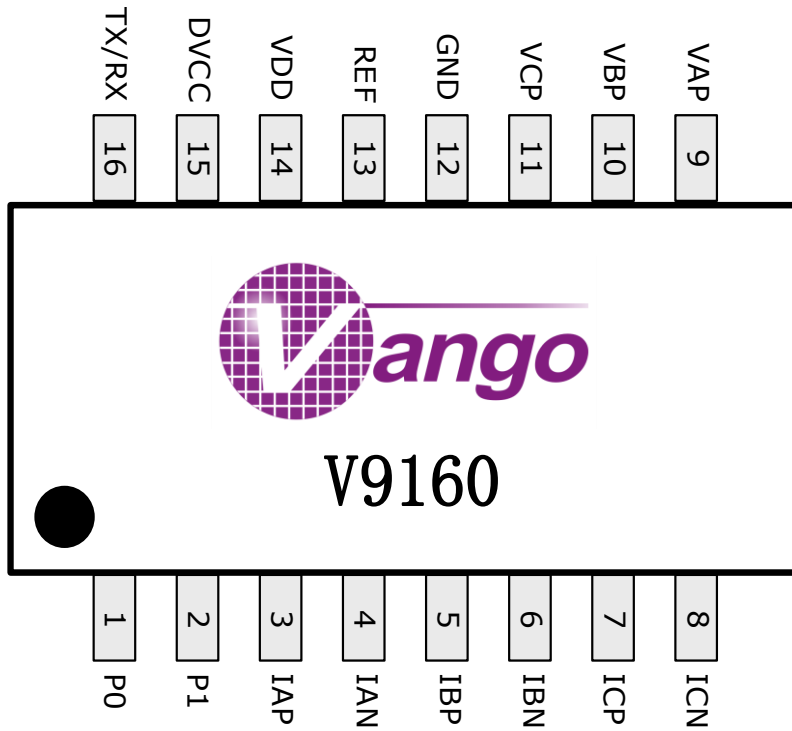 TX/RX DVCC VDD REF GND VCP VBP VAP
16 15 14 13 12 11 10 9
Vango
V9160
1 2 3 4 5 6 7 8
P0 P1 IAP IAN IBP IBN ICP ICN